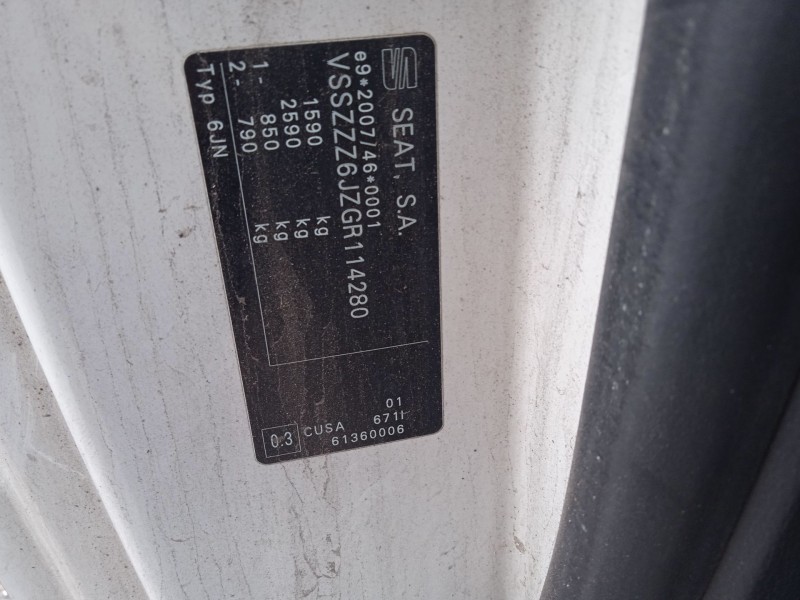 SEAT, S.A.
e9*2007/46*0001
VSSZZZ6JZGR114280
1590 kg
2590 kg
1- 850 kg
2- 790 kg
Typ 6JN
01
671I
61360006
CUSA
0.3